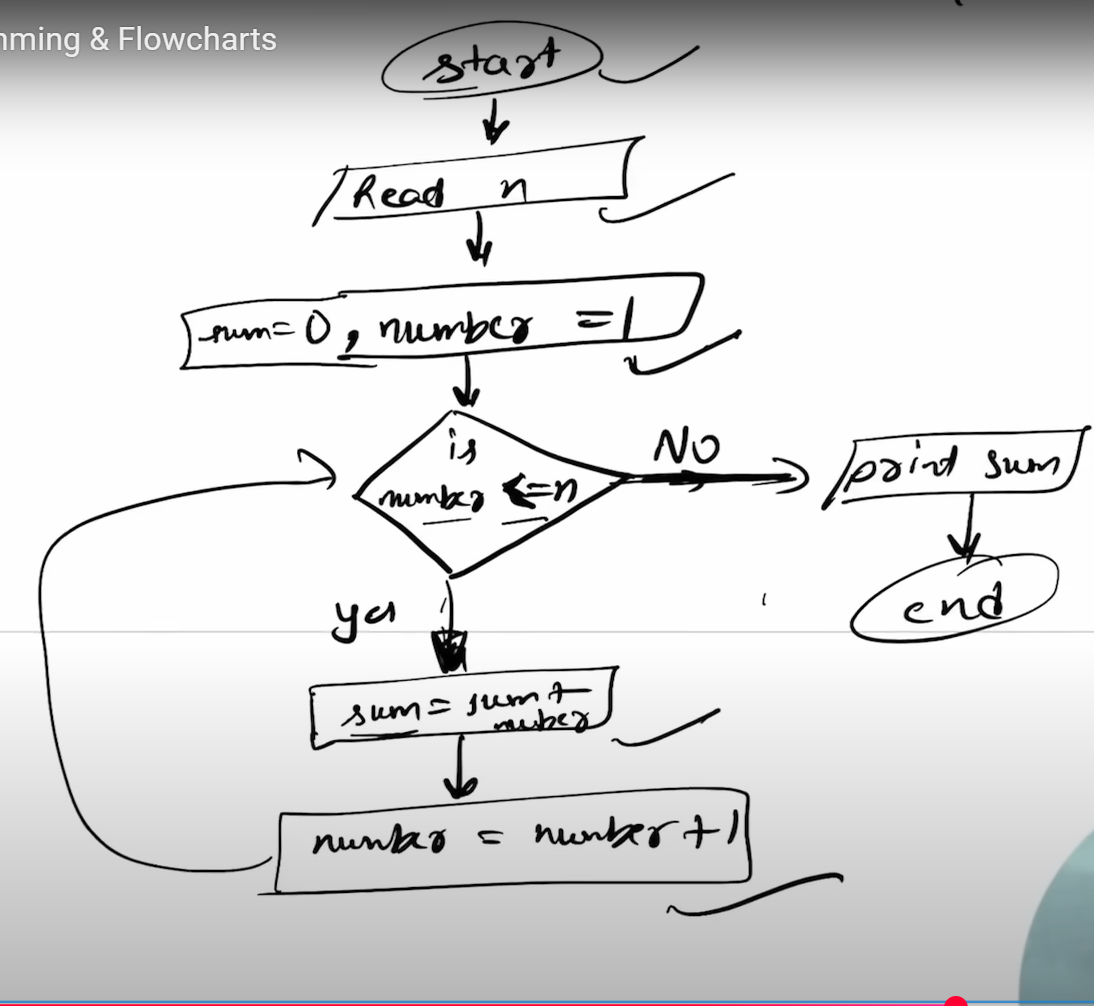 mming & Flowcharts
start
Read n
sum=0, number =1
is
number <=n
NO
print sum
end
yes
sum = sum +
number
number = number +1